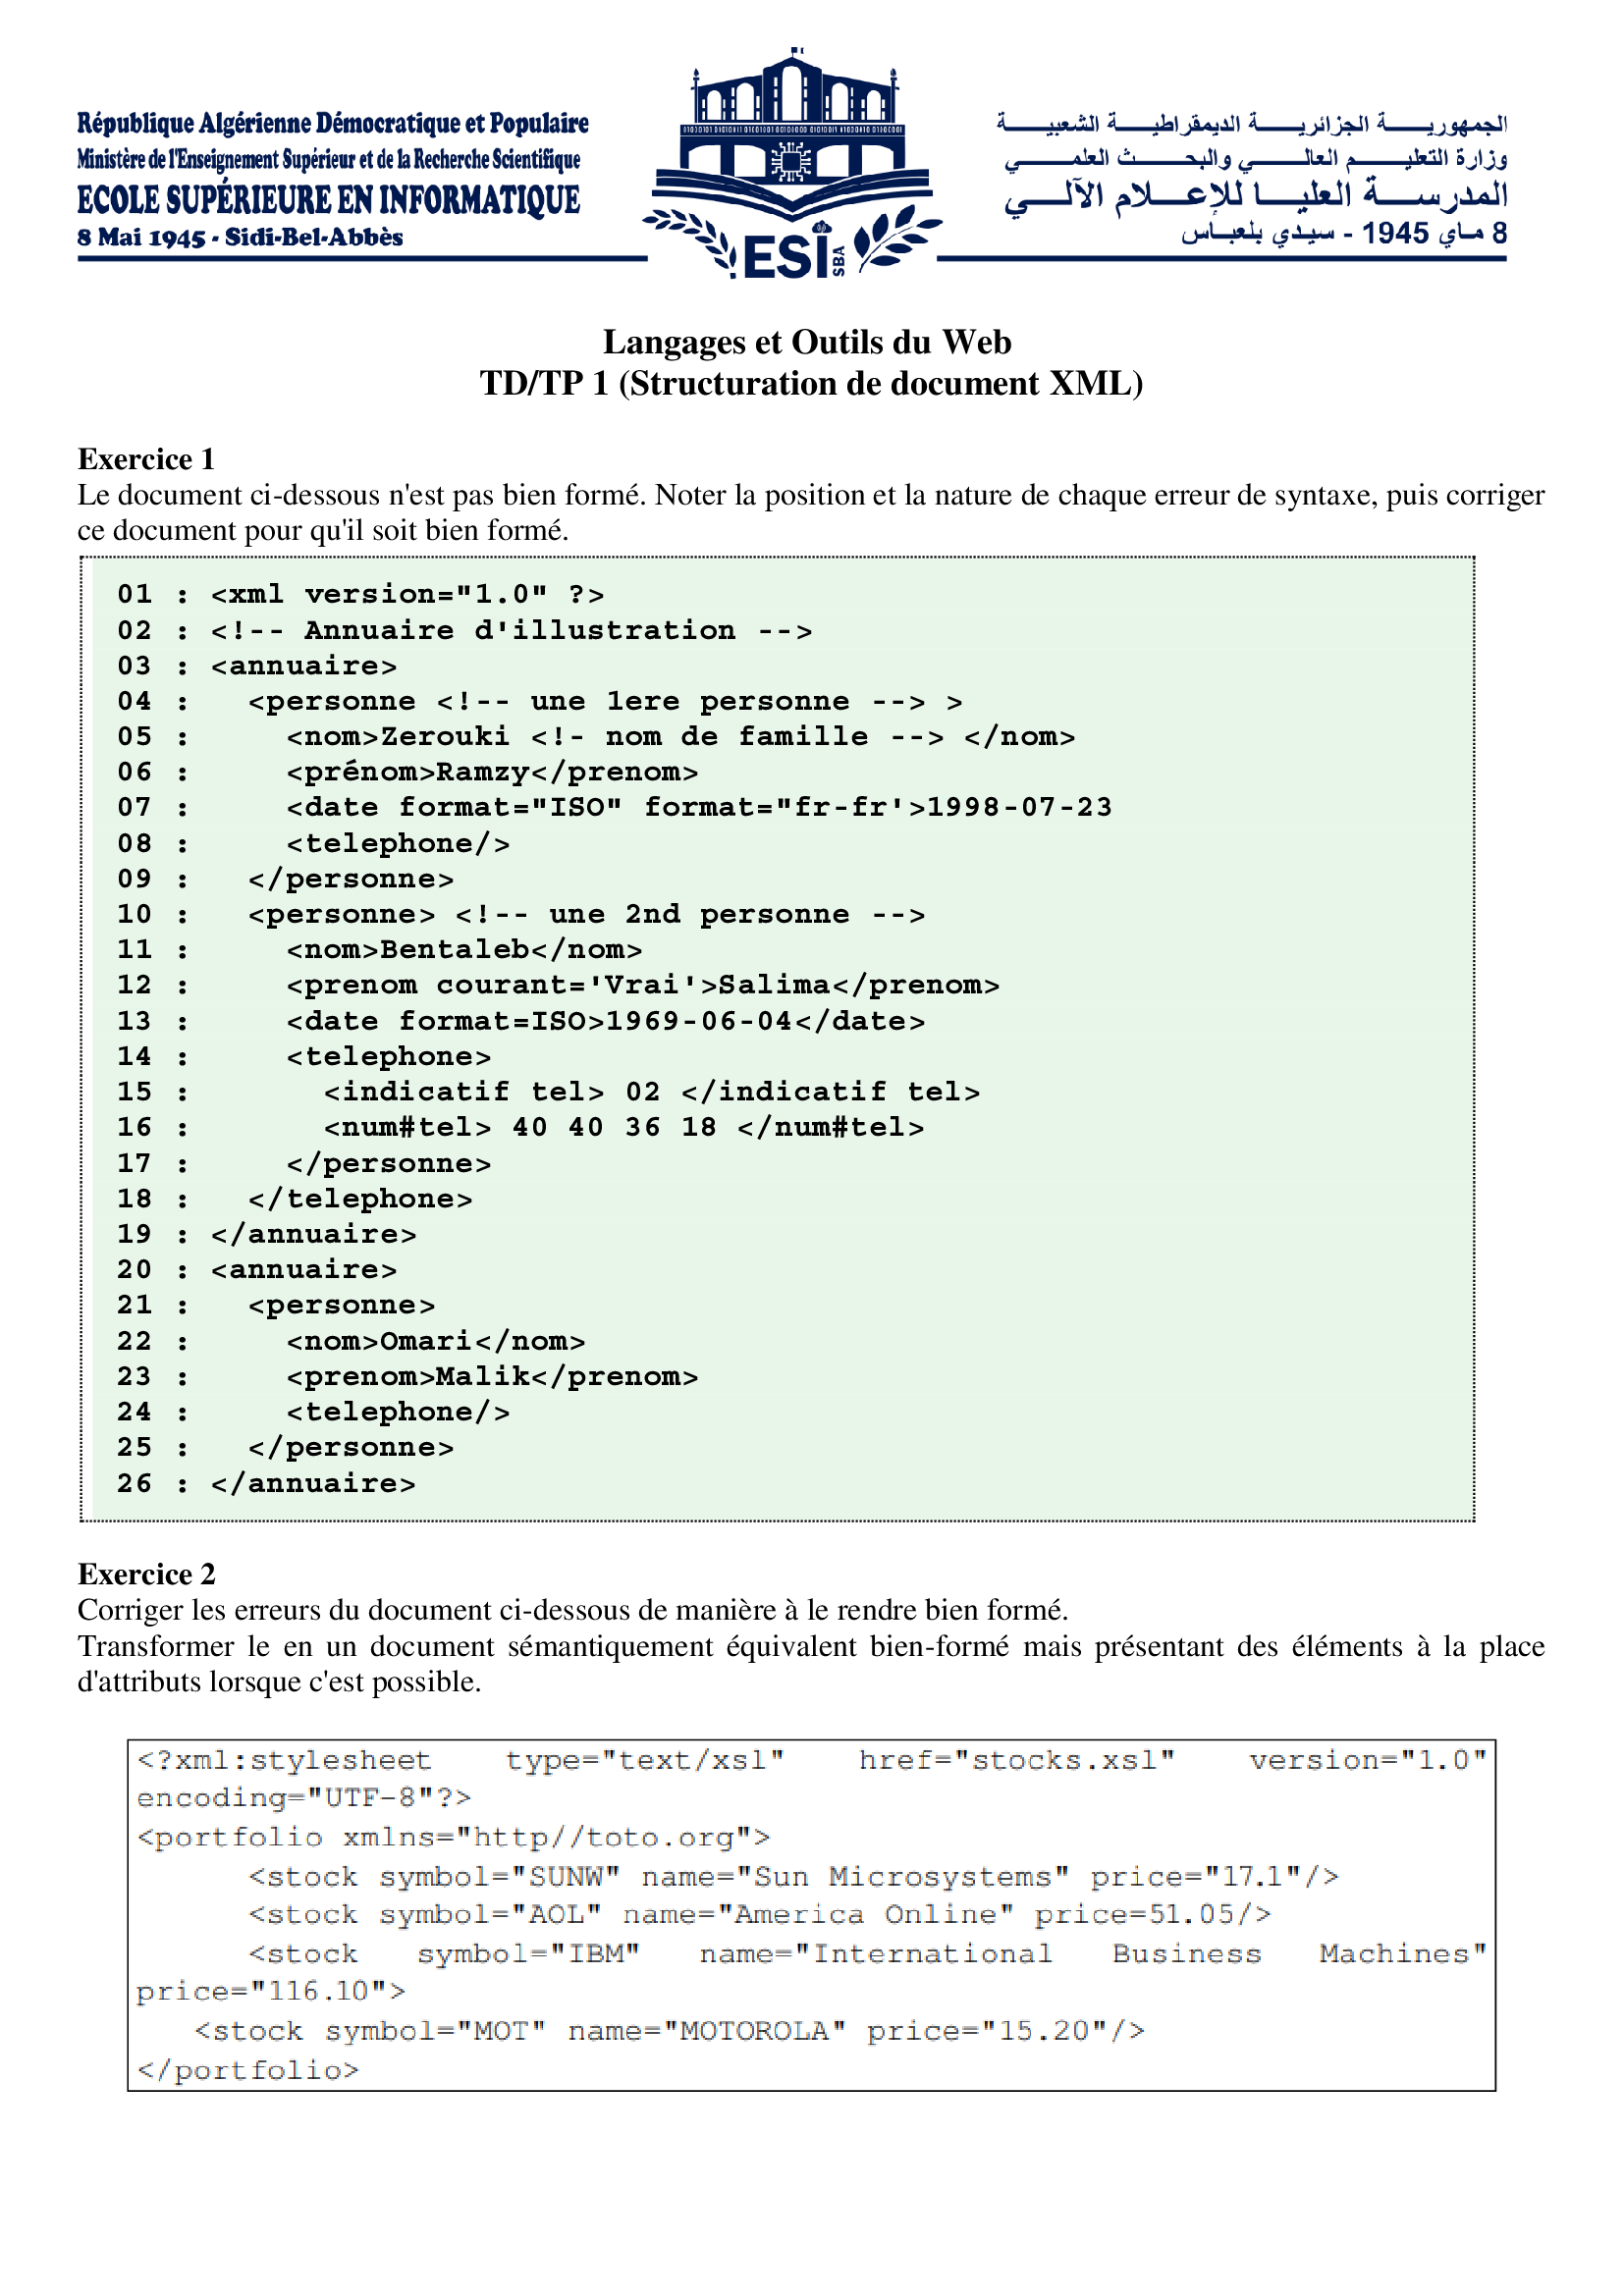 République Algérienne Démocratique et Populaire
Ministère de l'Enseignement Supérieur et de la Recherche Scientifique
ECOLE SUPÉRIEURE EN INFORMATIQUE
8 Mai 1945 - Sidi-Bel-Abbès
ESI SBA
الجمهوريـــة الجزائريـــة الديمقراطيـــة الشعبيـــة
وزارة التعليـــم العالـــي والبحـــث العلمـــي
المدرســـة العليـــا للإعـــلام الآلـــي
8 مـاي 1945 - سيـدي بلعبـاس
Langages et Outils du Web
TD/TP 1 (Structuration de document XML)
Exercice 1
Le document ci-dessous n'est pas bien formé. Noter la position et la nature de chaque erreur de syntaxe, puis corriger
ce document pour qu'il soit bien formé.
01 : <xml version="1.0" ?>
02 : <!-- Annuaire d'illustration -->
03 : <annuaire>
04 :   <personne <!-- une 1ere personne --> >
05 :     <nom>Zerouki <!- nom de famille --> </nom>
06 :     <prénom>Ramzy</prenom>
07 :     <date format="ISO" format="fr-fr'>1998-07-23
08 :     <telephone/>
09 :   </personne>
10 :   <personne> <!-- une 2nd personne -->
11 :     <nom>Bentaleb</nom>
12 :     <prenom courant='Vrai'>Salima</prenom>
13 :     <date format=ISO>1969-06-04</date>
14 :     <telephone>
15 :       <indicatif tel> 02 </indicatif tel>
16 :       <num#tel> 40 40 36 18 </num#tel>
17 :     </personne>
18 :   </telephone>
19 : </annuaire>
20 : <annuaire>
21 :   <personne>
22 :     <nom>Omari</nom>
23 :     <prenom>Malik</prenom>
24 :     <telephone/>
25 :   </personne>
26 : </annuaire>
Exercice 2
Corriger les erreurs du document ci-dessous de manière à le rendre bien formé.
Transformer le en un document sémantiquement équivalent bien-formé mais présentant des éléments à la place
d'attributs lorsque c'est possible.
<?xml:stylesheet type="text/xsl" href="stocks.xsl" version="1.0"
encoding="UTF-8"?>
<portfolio xmlns="http//toto.org">
<stock symbol="SUNW" name="Sun Microsystems" price="17.1"/>
<stock symbol="AOL" name="America Online" price=51.05/>
<stock symbol="IBM" name="International Business Machines"
price="116.10">
<stock symbol="MOT" name="MOTOROLA" price="15.20"/>
</portfolio>